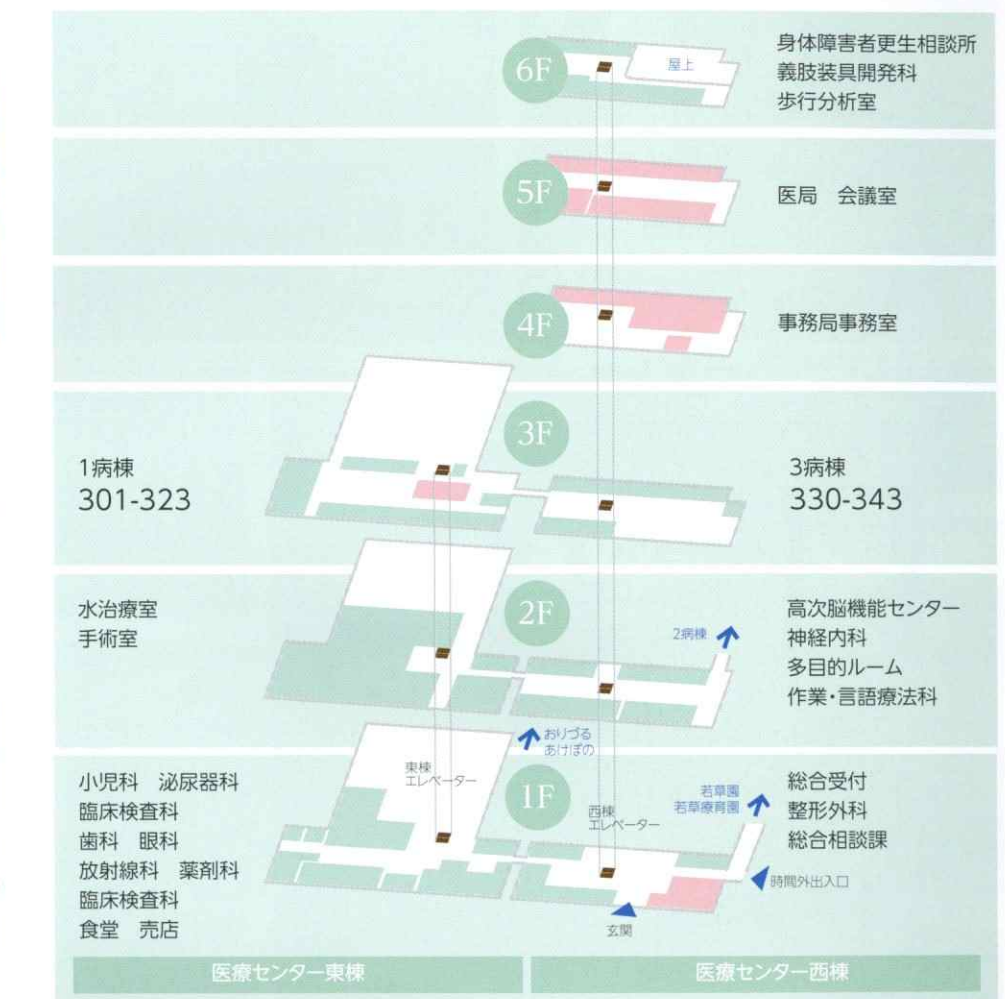 6F
屋上
身体障害者更生相談所
義肢装具開発科
歩行分析室
5F
医局 会議室
4F
事務局事務室
3F
1病棟
301-323
3病棟
330-343
2F
水治療室
手術室
2病棟
高次脳機能センター
神経内科
多目的ルーム
作業・言語療法科
おりづる
あけぼの
1F
東棟
エレベーター
西棟
エレベーター
若草園
若草療育園
小児科 泌尿器科
臨床検査科
歯科 眼科
放射線科 薬剤科
臨床検査科
食堂 売店
総合受付
整形外科
総合相談課
時間外出入口
玄関
医療センター東棟
医療センター西棟